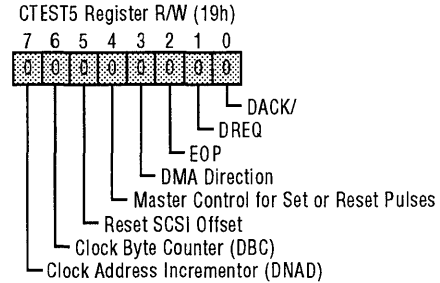 CTEST5 Register R/W (19h)
7 6 5 4 3 2 1 0
0 0 0 0 0 0 0 0
DACK/
DREQ
EOP
DMA Direction
Master Control for Set or Reset Pulses
Reset SCSI Offset
Clock Byte Counter (DBC)
Clock Address Incrementor (DNAD)